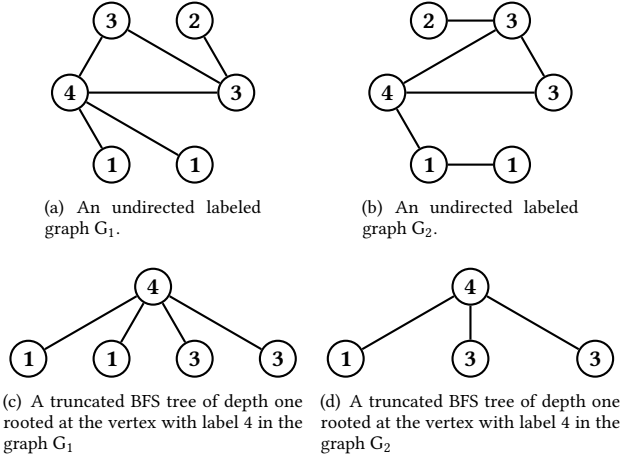 3 2 2 3
4 3 4 3
1 1 1 1
(a) An undirected labeled
graph G₁.
(b) An undirected labeled
graph G₂.
4 4
1 1 3 3 1 3 3
(c) A truncated BFS tree of depth one
rooted at the vertex with label 4 in the
graph G₁
(d) A truncated BFS tree of depth one
rooted at the vertex with label 4 in the
graph G₂